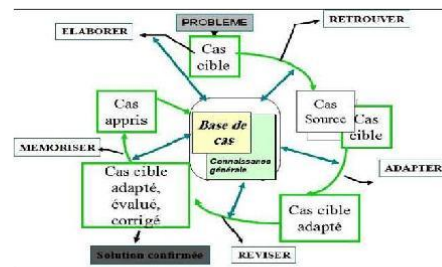 PROBLEME
ELABORER
RETROUVER
Cas
cible
Cas
Source
Cas
cible
Cas
appris
Base de
cas
Connaissance
générale
MEMORISER
ADAPTER
Cas cible
adapté,
évalué,
corrigé
Cas cible
adapté
Solution confirmée
REVISER